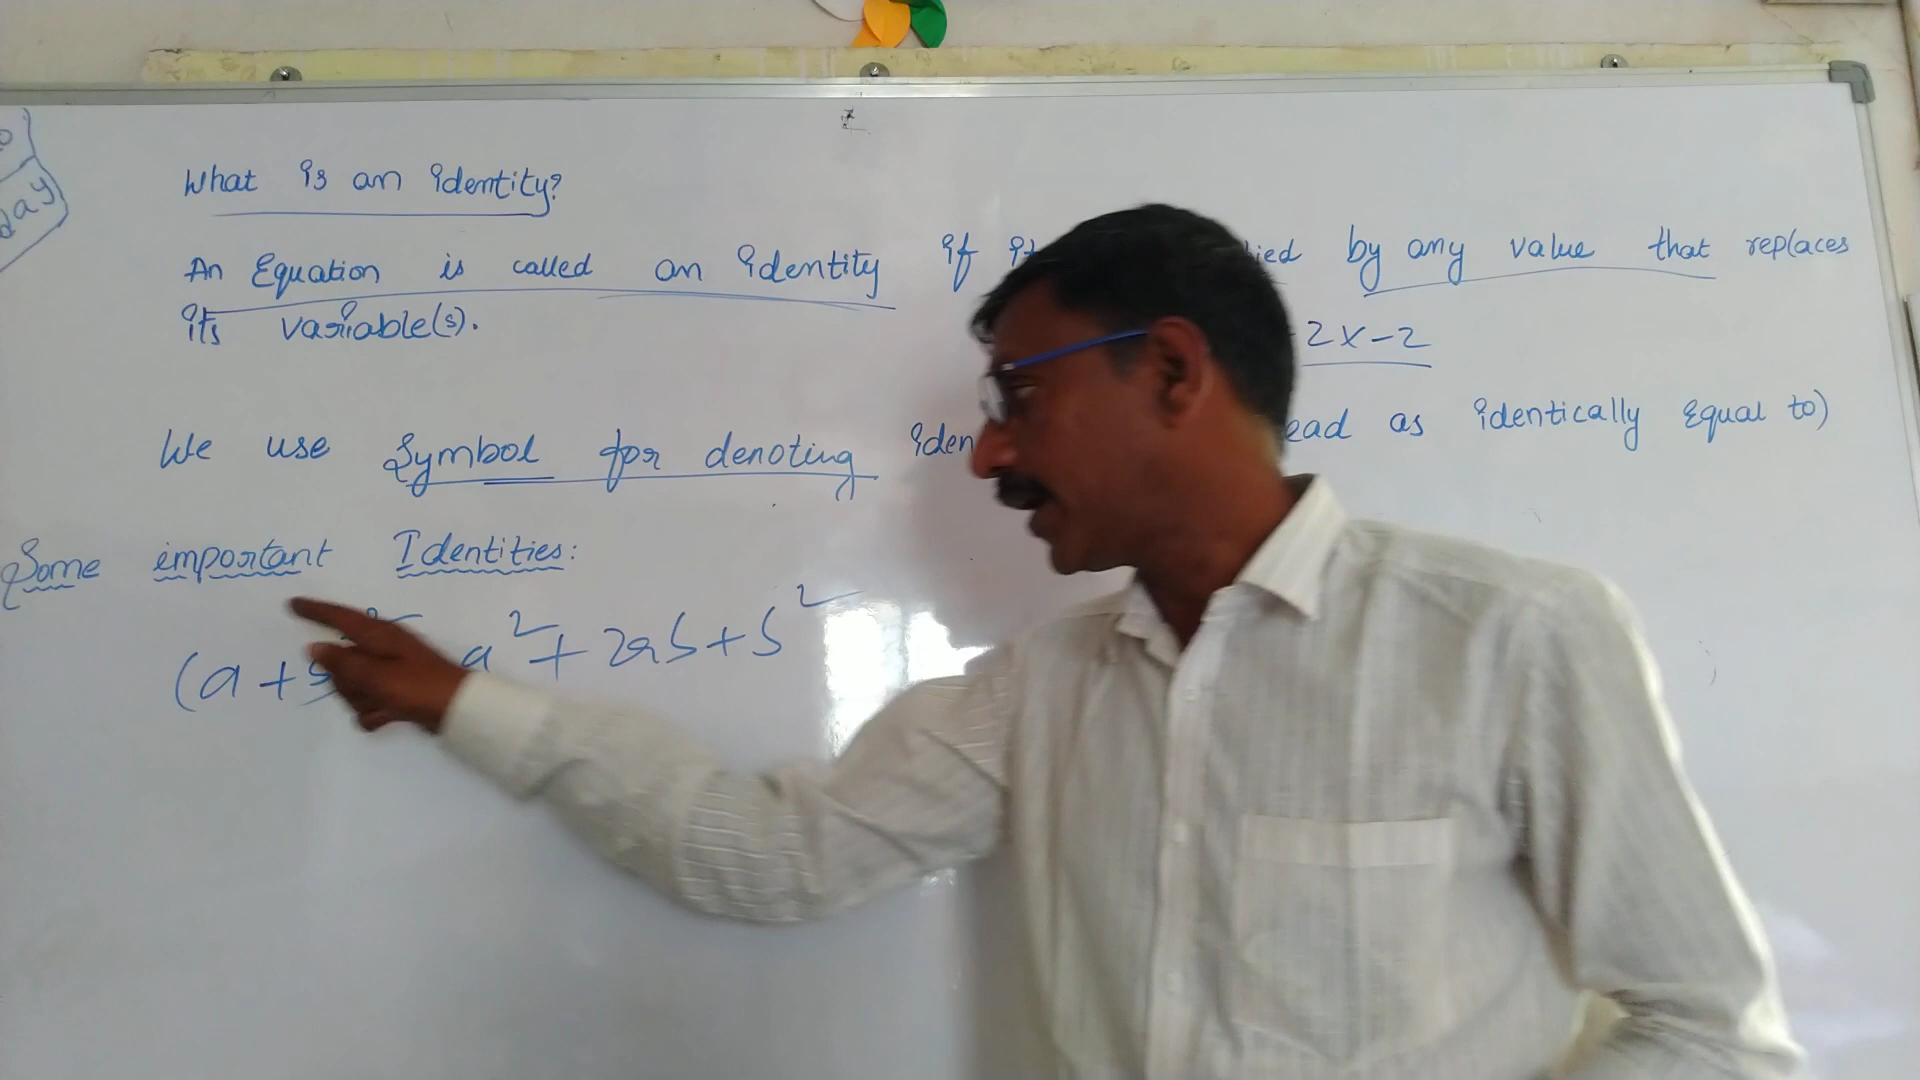 day
What is an identity?
An Equation is called an identity if it ied by any value that replaces
its variable(s).
2x-2
We use Symbol for denoting iden ead as identically equal to)
Some important Identities:
(a+b 2 a²+2ab+b²